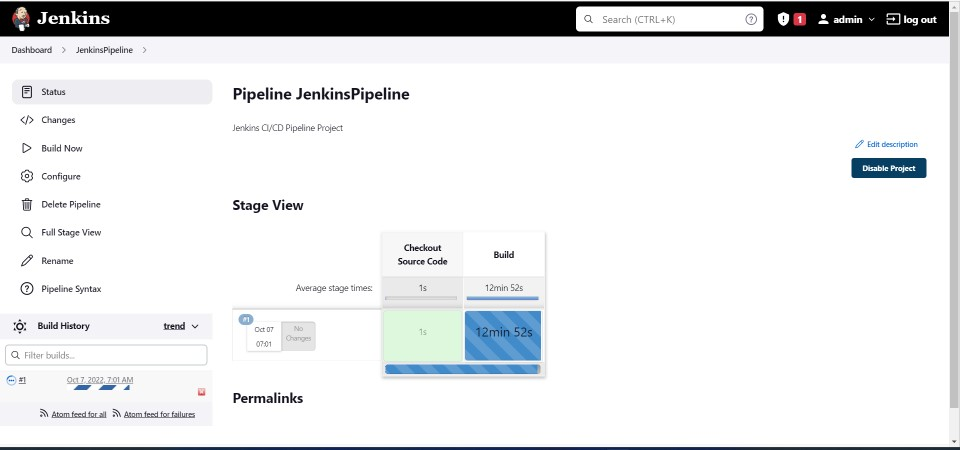 Jenkins
Search (CTRL+K)
1
admin
log out
Dashboard
JenkinsPipeline
Status
Changes
Build Now
Configure
Delete Pipeline
Full Stage View
Rename
Pipeline Syntax
Build History
trend
Filter builds...
#1
Oct 7, 2022, 7:01 AM
Atom feed for all
Atom feed for failures
Pipeline JenkinsPipeline
Jenkins CI/CD Pipeline Project
Edit description
Disable Project
Stage View
Checkout
Source Code
Build
Average stage times:
1s
12min 52s
#1
Oct 07
07:01
No
Changes
1s
12min 52s
Permalinks